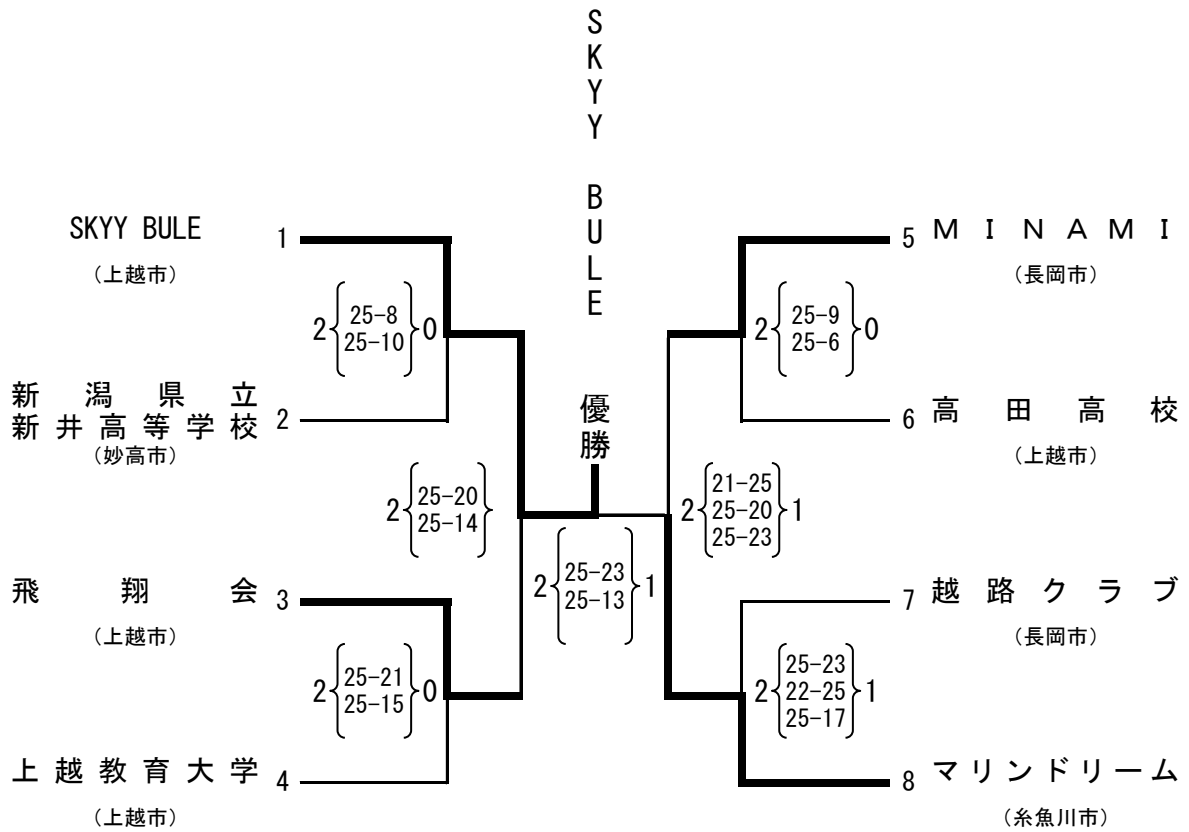 SKYY BULE
SKYY BULE 1
(上越市)
5 ＭＩＮＡＭＩ
(長岡市)
2 25-8 0
25-10
2 25-9 0
25-6
新潟県立
新井高等学校 2
(妙高市)
優勝
6 高田高校
(上越市)
2 25-20
25-14
21-25
2 25-20 1
25-23
2 25-23 1
25-13
飛翔会 3
(上越市)
7 越路クラブ
(長岡市)
2 25-21 0
25-15
25-23
2 22-25 1
25-17
上越教育大学 4
(上越市)
8 マリンドリーム
(糸魚川市)